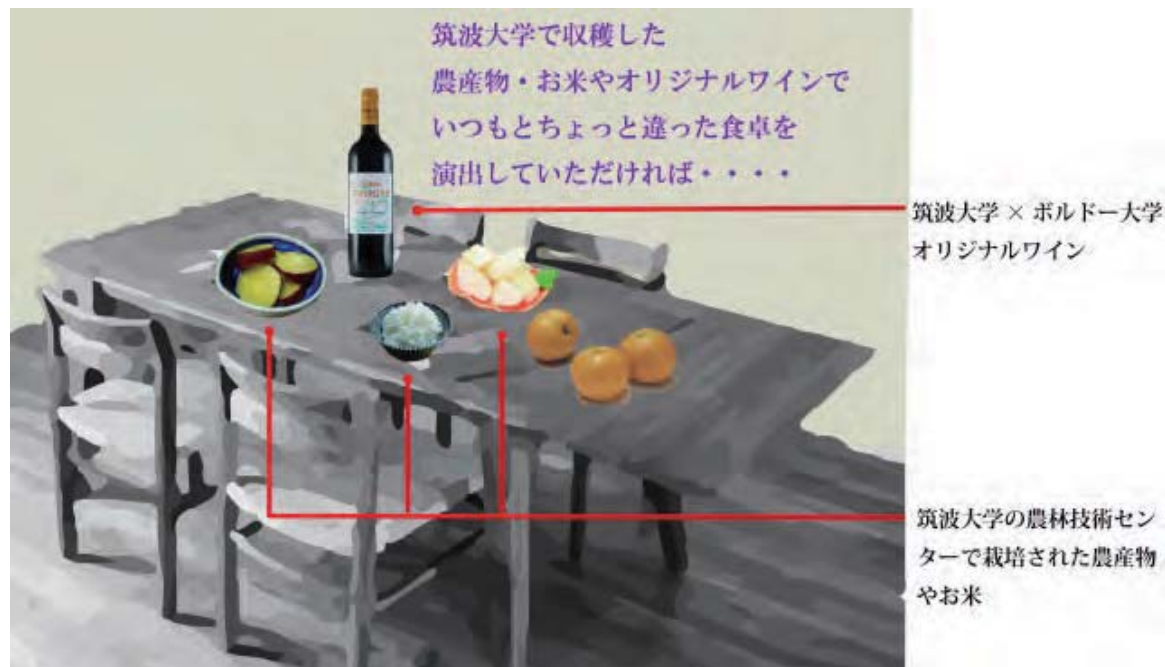 筑波大学で収穫した
農産物・お米やオリジナルワインで
いつもとちょっと違った食卓を
演出していただければ・・・・
筑波大学 × ボルドー大学
オリジナルワイン
筑波大学の農林技術セン
ターで栽培された農産物
やお米